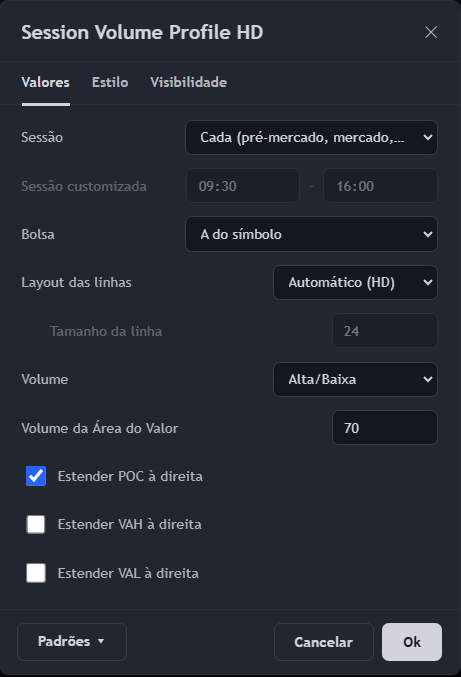 Session Volume Profile HD
Valores Estilo Visibilidade
Sessão Cada (pré-mercado, mercado,...
Sessão customizada 09:30 - 16:00
Bolsa A do símbolo
Layout das linhas Automático (HD)
Tamanho da linha 24
Volume Alta/Baixa
Volume da Área do Valor 70
Estender POC à direita
Estender VAH à direita
Estender VAL à direita
Padrões Cancelar Ok